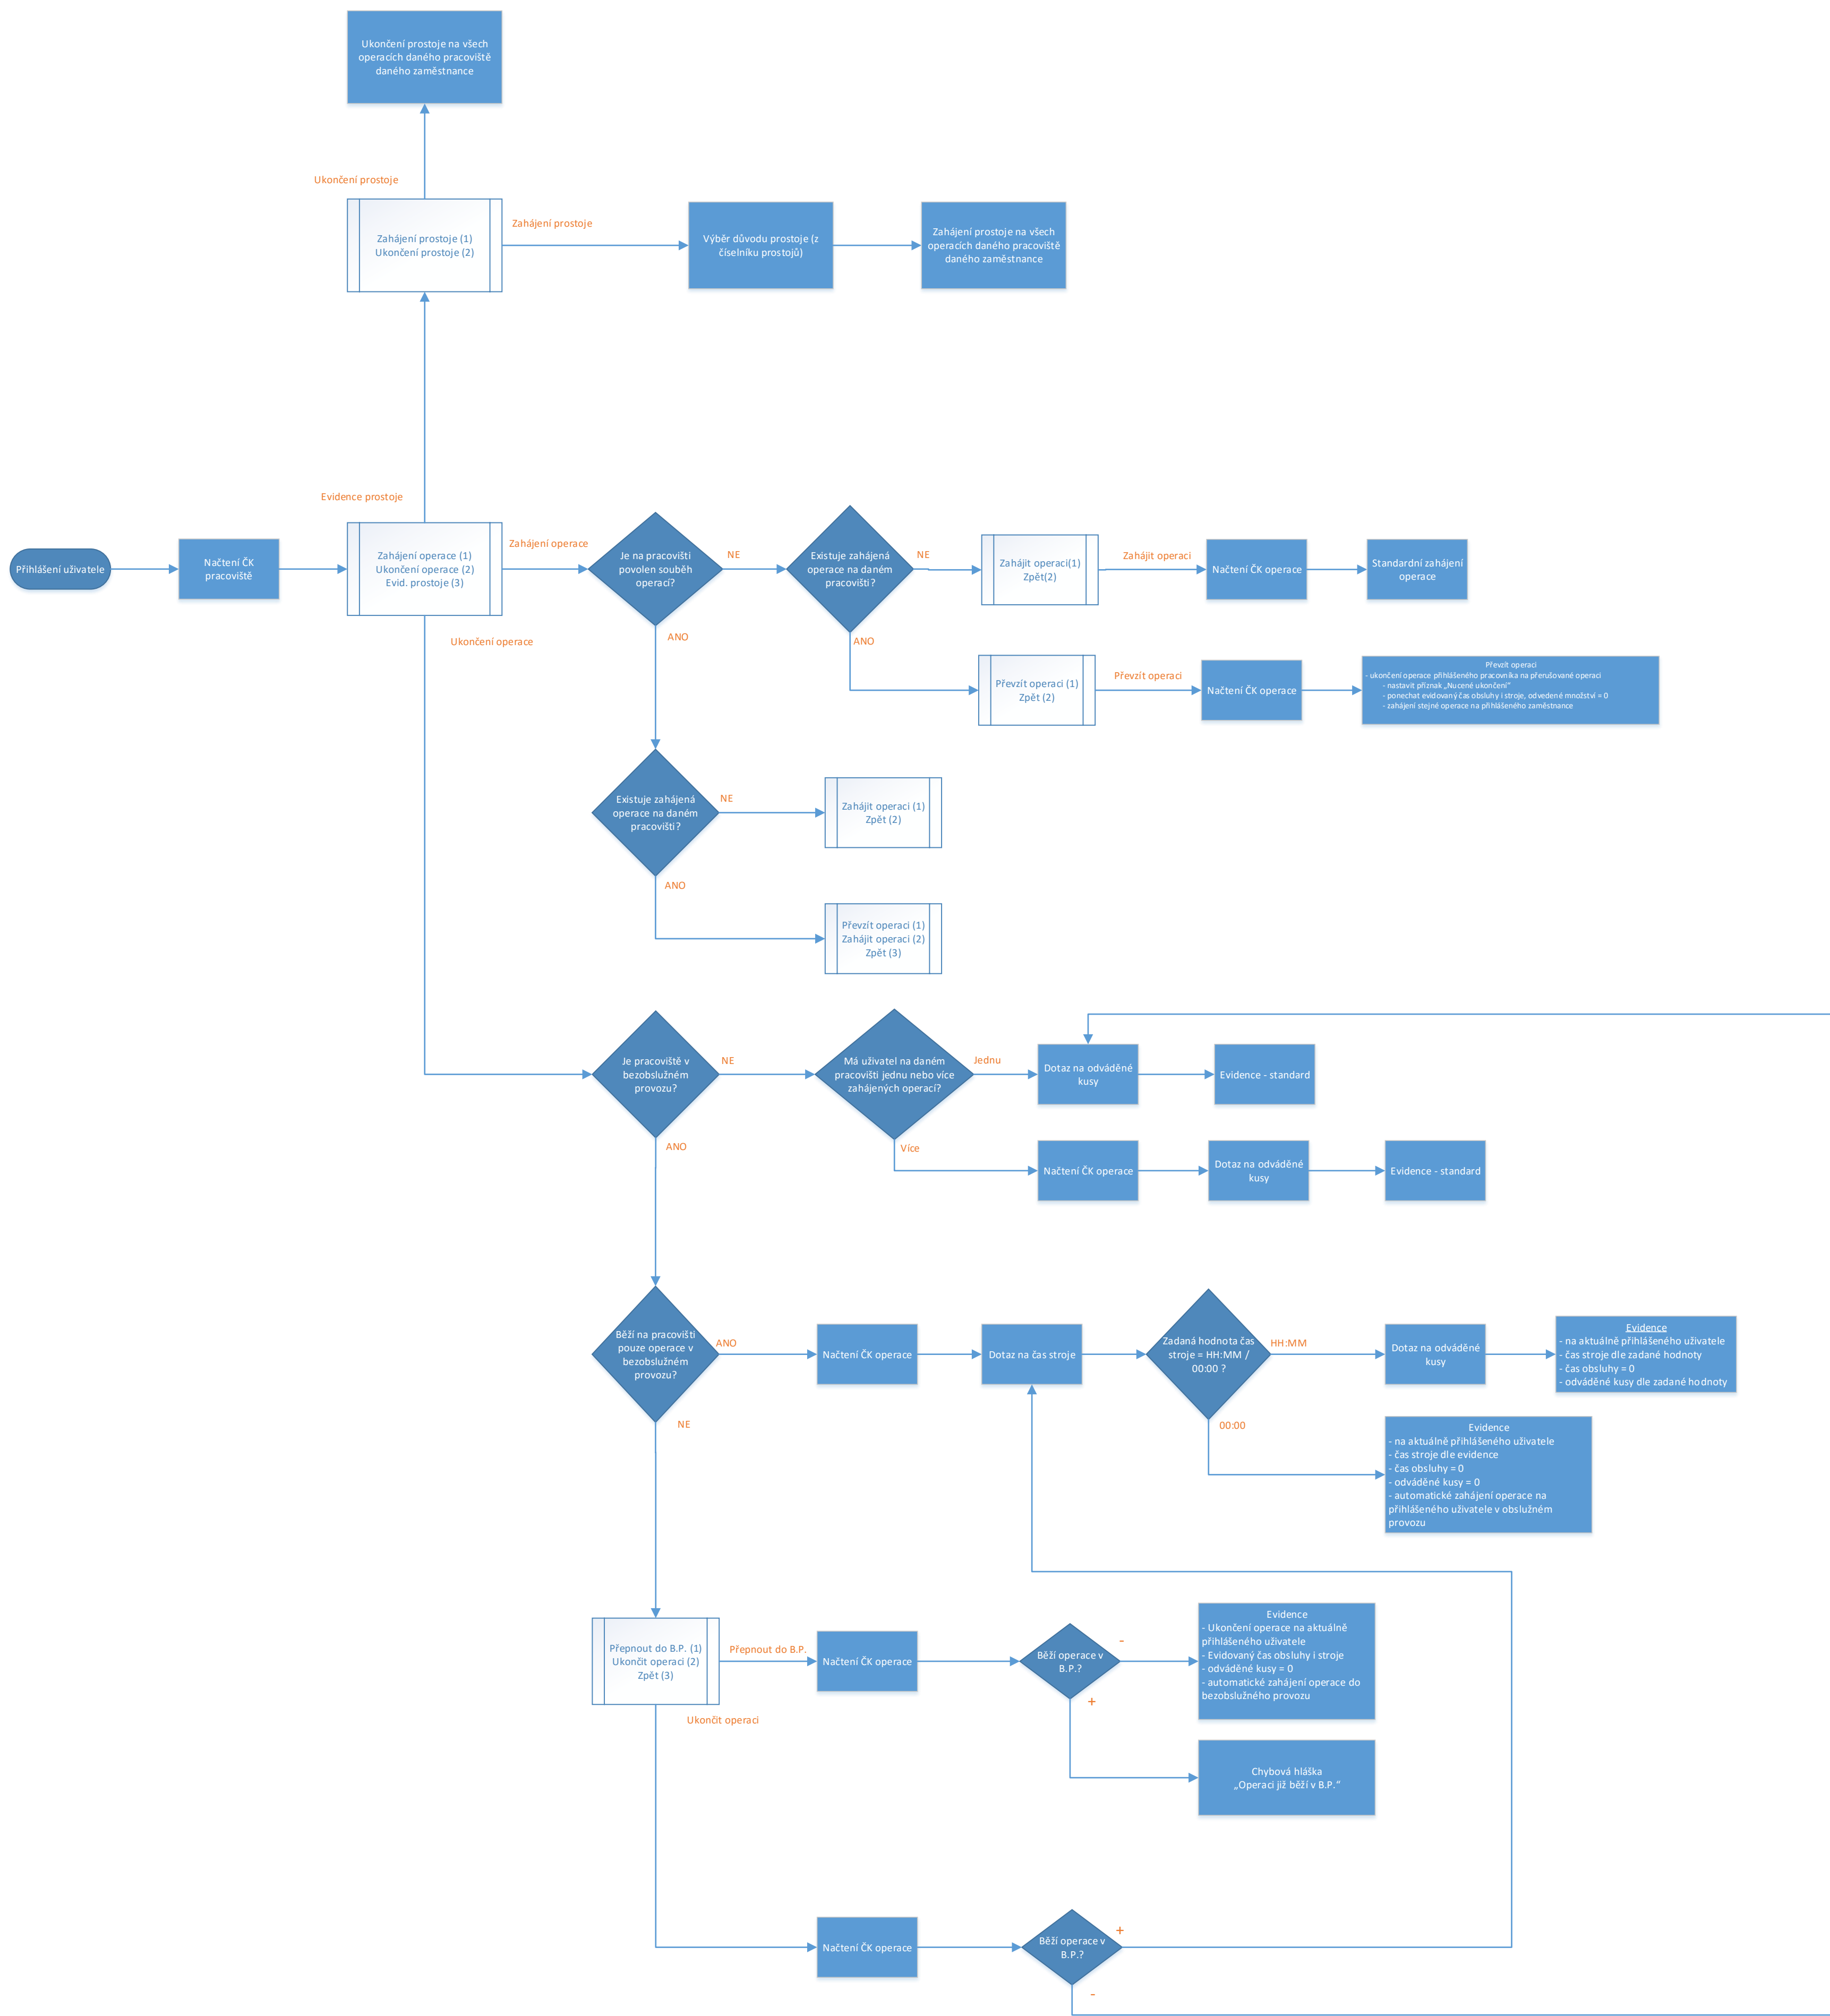 Ukončení prostoje na všech
operacích daného pracoviště
daného zaměstnance
Ukončení prostoje
Zahájení prostoje (1)
Ukončení prostoje (2)
Zahájení prostoje
Výběr důvodu prostoje (z
číselníku prostojů)
Zahájení prostoje na všech
operacích daného pracoviště
daného zaměstnance
Evidence prostoje
Přihlášení uživatele
Načtení ČK
pracoviště
Zahájení operace (1)
Ukončení operace (2)
Evid. prostoje (3)
Zahájení operace
Je na pracovišti
povolen souběh
operací?
NE
Existuje zahájená
operace na daném
pracovišti?
NE
Zahájit operaci(1)
Zpět(2)
Zahájit operaci
Načtení ČK operace
Standardní zahájení
operace
Ukončení operace
ANO
ANO
Převzít operaci (1)
Zpět (2)
Převzít operaci
Načtení ČK operace
Převzít operaci
- ukončení operace přihlášeného pracovníka na přerušované operaci
- nastavit příznak „Nucené ukončení“
- ponechat evidovaný čas obsluhy i stroje, odvedené množství = 0
- zahájení stejné operace na přihlášeného zaměstnance
Existuje zahájená
operace na daném
pracovišti?
NE
Zahájit operaci (1)
Zpět (2)
ANO
Převzít operaci (1)
Zahájit operaci (2)
Zpět (3)
Je pracoviště v
bezobslužném
provozu?
NE
Má uživatel na daném
pracovišti jednu nebo více
zahájených operací?
Jednu
Dotaz na odváděné
kusy
Evidence - standard
ANO
Více
Načtení ČK operace
Dotaz na odváděné
kusy
Evidence - standard
Běží na pracovišti
pouze operace v
bezobslužném
provozu?
ANO
Načtení ČK operace
Dotaz na čas stroje
Zadaná hodnota čas
stroje = HH:MM /
00:00 ?
HH:MM
Dotaz na odváděné
kusy
Evidence
- na aktuálně přihlášeného uživatele
- čas stroje dle zadané hodnoty
- čas obsluhy = 0
- odváděné kusy dle zadané hodnoty
NE
00:00
Evidence
- na aktuálně přihlášeného uživatele
- čas stroje dle evidence
- čas obsluhy = 0
- odváděné kusy = 0
- automatické zahájení operace na
přihlášeného uživatele v obslužném
provozu
Přepnout do B.P. (1)
Ukončit operaci (2)
Zpět (3)
Přepnout do B.P.
Načtení ČK operace
Běží operace v
B.P.?
-
Evidence
- Ukončení operace na aktuálně
přihlášeného uživatele
- Evidovaný čas obsluhy i stroje
- odváděné kusy = 0
- automatické zahájení operace do
bezobslužného provozu
+
Ukončit operaci
Chybová hláška
„Operaci již běží v B.P.“
Načtení ČK operace
Běží operace v
B.P.?
+
-